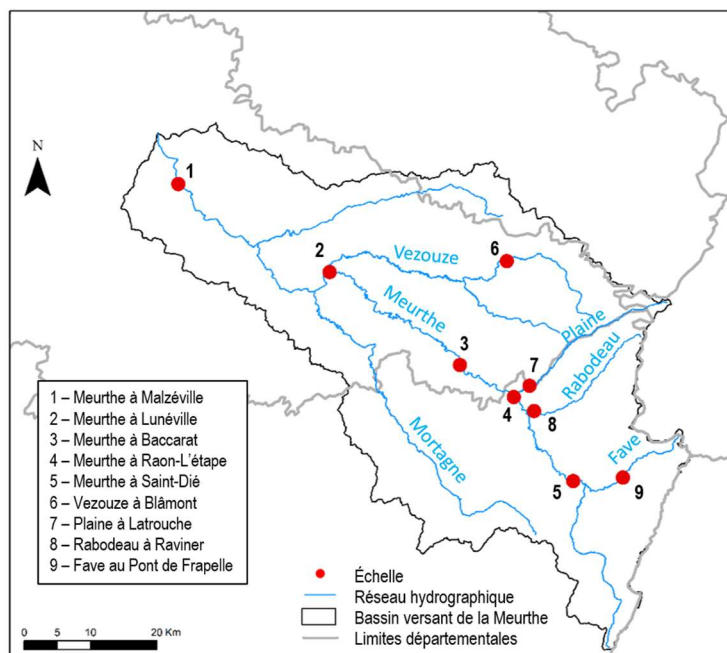 N
1
2
Vezouze
6
Meurthe
Plaine
3
Rabodeau
7
4
8
Mortagne
Fave
5
9
1 – Meurthe à Malzéville
2 – Meurthe à Lunéville
3 – Meurthe à Baccarat
4 – Meurthe à Raon-L'étape
5 – Meurthe à Saint-Dié
6 – Vezouze à Blâmont
7 – Plaine à Latrouche
8 – Rabodeau à Raviner
9 – Fave au Pont de Frapelle
Échelle
Réseau hydrographique
Bassin versant de la Meurthe
Limites départementales
0 5 10 20 Km